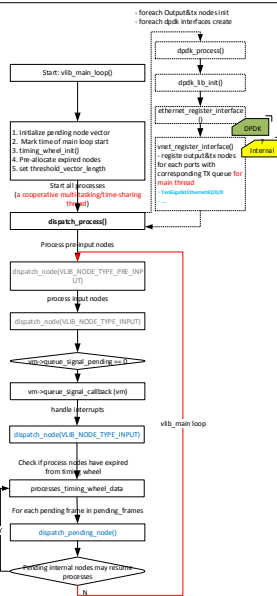 - foreach Output&tx nodes init
- foreach dpdk interfaces create
dpdk_process()
dpdk_lib_init()
ethernet_register_interface
()
DPDK
?
Internal
vnet_register_interface()
- registe output&tx nodes
for each ports with
corresponding TX queue for
main thread
- TenGigabitEthernet82/0/0
- ....
Start: vlib_main_loop()
1. Initialize pending node vector
2. Mark time of main loop start
3. timing_wheel_init()
4. Pre-allocate expired nodes
5. set threshold_vector_length
Start all processes
(a cooperative multi-tasking/time-sharing
thread)
dispatch_process()
Process pre-input nodes
dispatch_node(VLIB_NODE_TYPE_PRE_INP
UT)
process input nodes
dispatch_node(VLIB_NODE_TYPE_INPUT)
vm->queue_signal_pending == 0
vm->queue_signal_callback (vm)
handle interrupts
vlib_main loop
dispatch_node(VLIB_NODE_TYPE_INPUT)
Check if process nodes have expired
from timing wheel
processes_timing_wheel_data
For each pending frame in pending_frames
dispatch_pending_node()
Y
Pending internal nodes may resume
processes
N